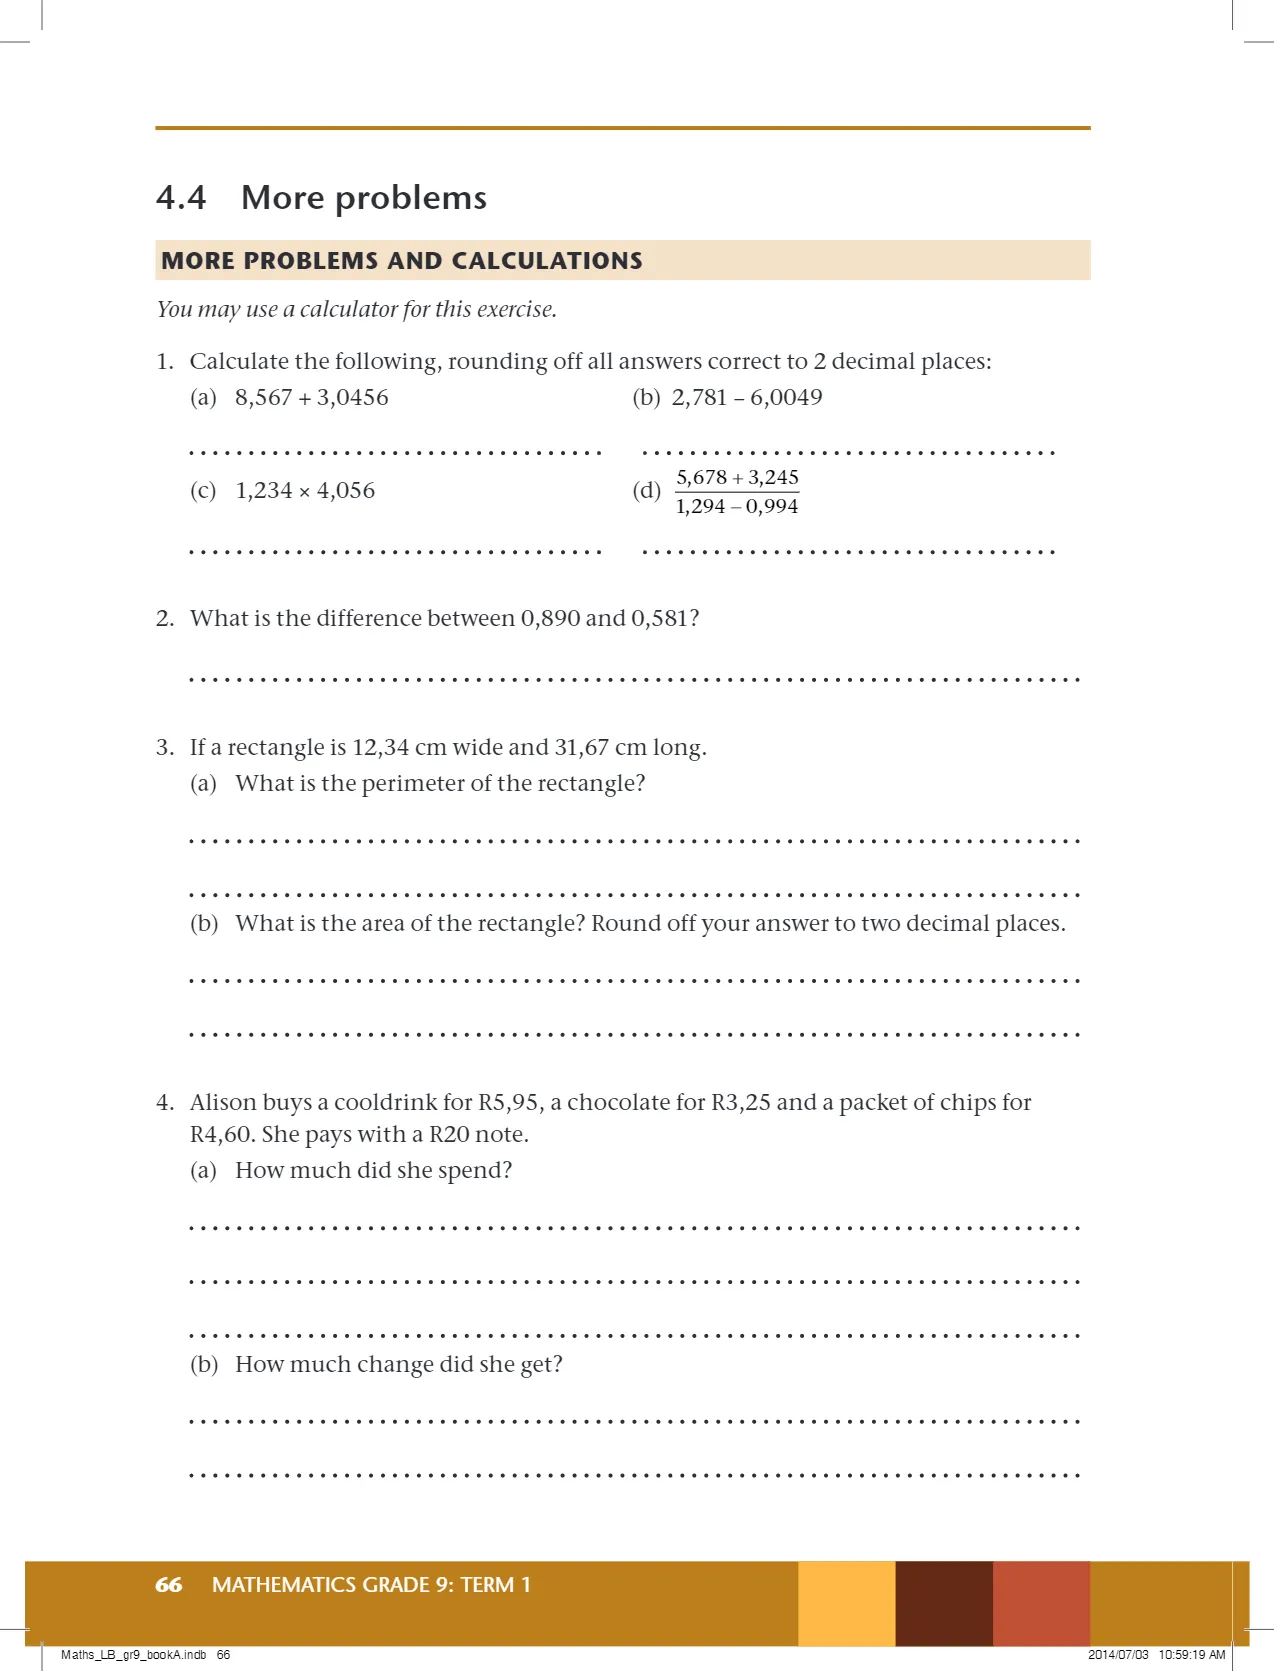 4.4 More problems
MORE PROBLEMS AND CALCULATIONS
You may use a calculator for this exercise.
1. Calculate the following, rounding off all answers correct to 2 decimal places:
(a) 8,567 + 3,0456 (b) 2,781 – 6,0049
(c) 1,234 × 4,056 (d) 5,678 + 3,245
1,294 – 0,994
2. What is the difference between 0,890 and 0,581?
3. If a rectangle is 12,34 cm wide and 31,67 cm long.
(a) What is the perimeter of the rectangle?
(b) What is the area of the rectangle? Round off your answer to two decimal places.
4. Alison buys a cooldrink for R5,95, a chocolate for R3,25 and a packet of chips for
R4,60. She pays with a R20 note.
(a) How much did she spend?
(b) How much change did she get?
66 MATHEMATICS GRADE 9: TERM 1
Maths_LB_gr9_bookA.indb 66 2014/07/03 10:59:19 AM